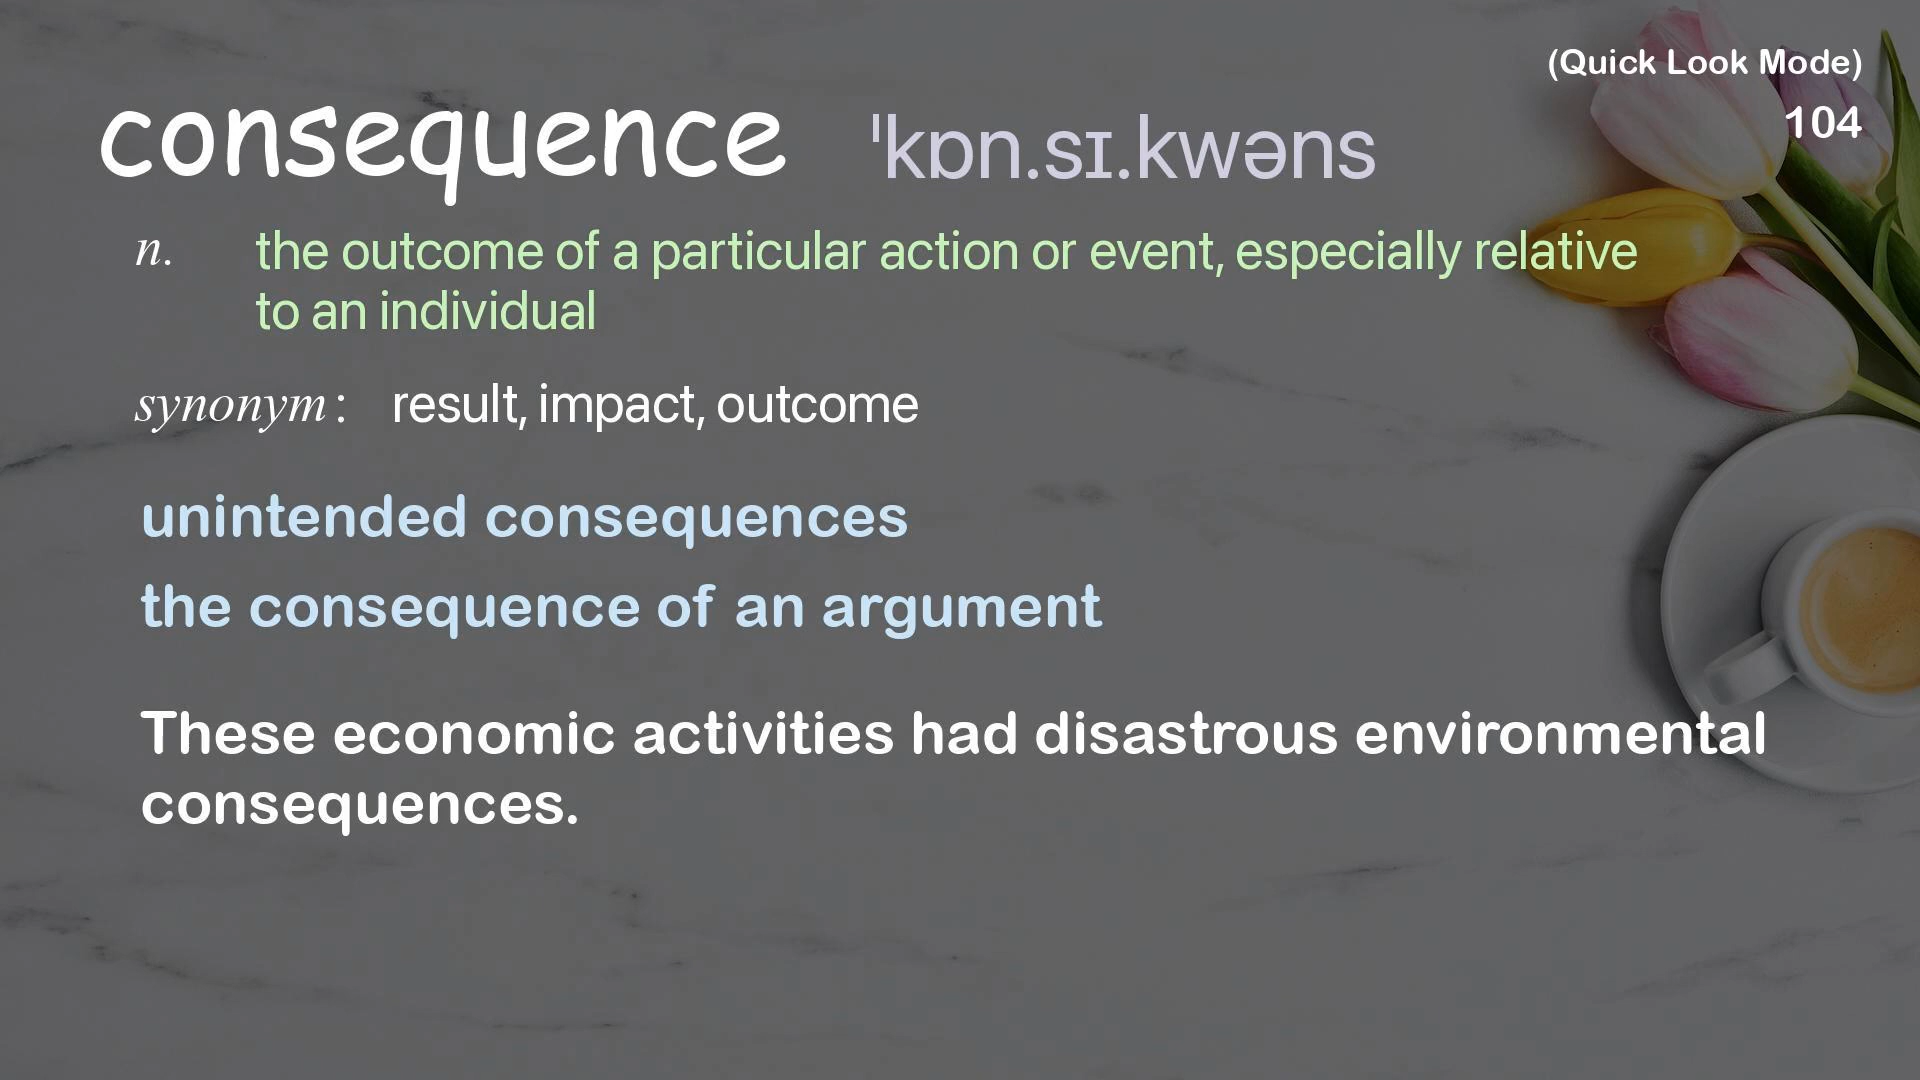 (Quick Look Mode)
104
consequence ˈkɒn.sɪ.kwəns
n. the outcome of a particular action or event, especially relative
to an individual
synonym: result, impact, outcome
unintended consequences
the consequence of an argument
These economic activities had disastrous environmental
consequences.